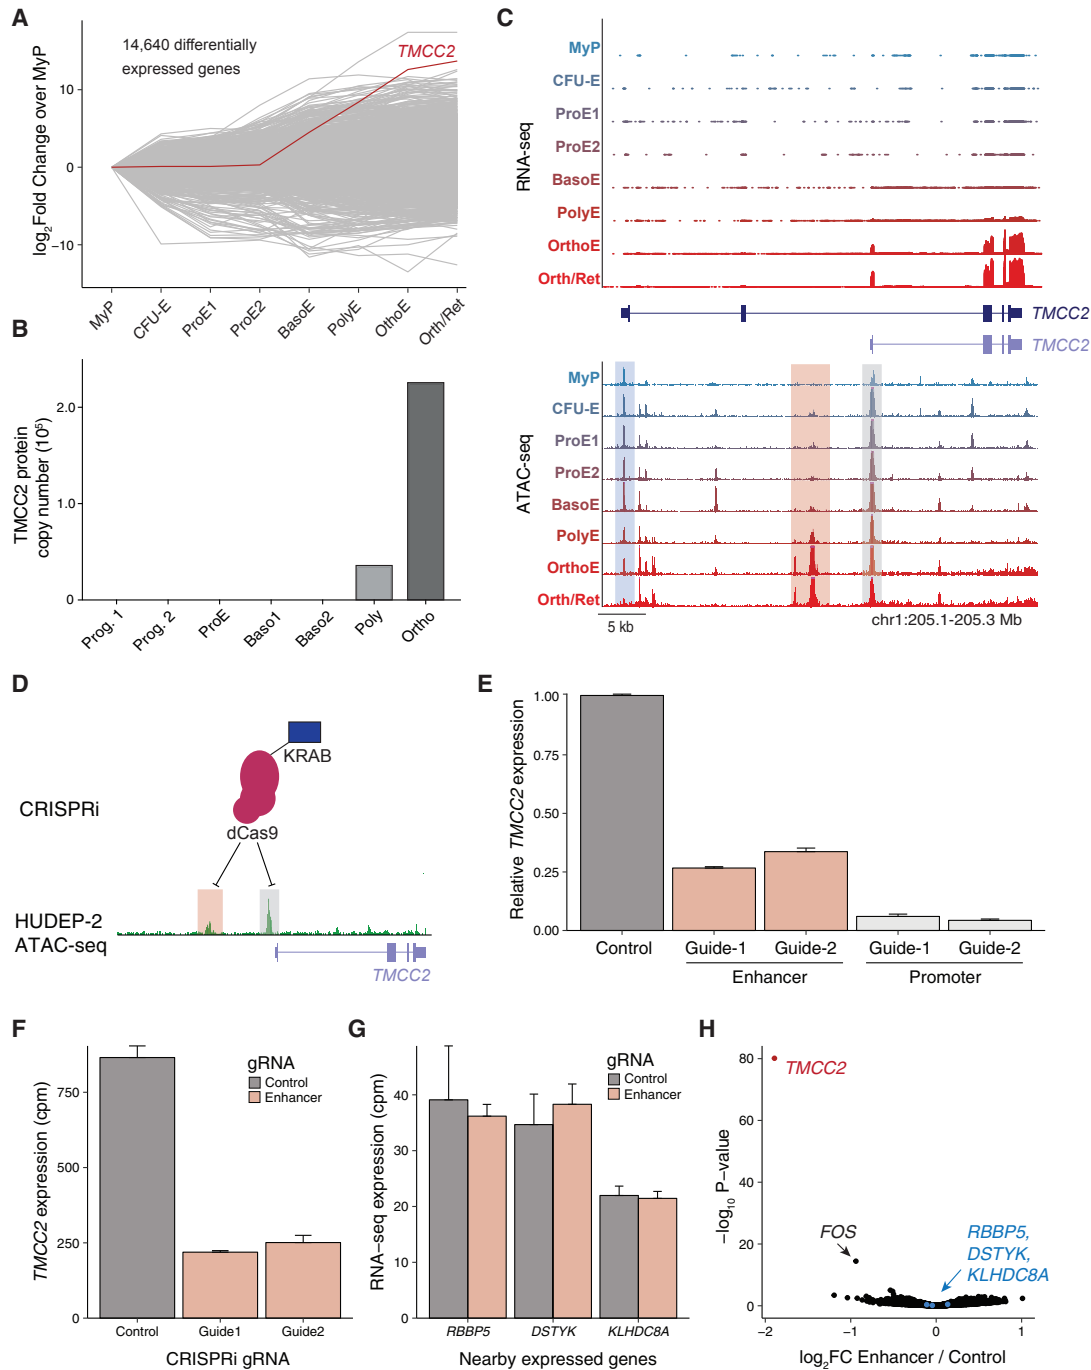 A
14,640 differentially
expressed genes
TMCC2
log2Fold Change over MyP
10
0
−10
MyP
CFU-E
ProE1
ProE2
BasoE
PolyE
OthoE
Orth/Ret
B
TMCC2 protein
copy number (10⁵)
2.0
1.0
0
Prog. 1
Prog. 2
ProE
Baso1
Baso2
Poly
Ortho
C
RNA-seq
MyP
CFU-E
ProE1
ProE2
BasoE
PolyE
OrthoE
Orth/Ret
TMCC2
TMCC2
ATAC-seq
MyP
CFU-E
ProE1
ProE2
BasoE
PolyE
OrthoE
Orth/Ret
5 kb
chr1:205.1-205.3 Mb
D
KRAB
CRISPRi
dCas9
HUDEP-2
ATAC-seq
TMCC2
E
Relative TMCC2 expression
1.00
0.75
0.50
0.25
0.00
Control
Guide-1
Guide-2
Guide-1
Guide-2
Enhancer
Promoter
F
TMCC2 expression (cpm)
750
500
250
0
gRNA
Control
Enhancer
Control
Guide1
Guide2
CRISPRi gRNA
G
RNA−seq expression (cpm)
40
30
20
10
0
gRNA
Control
Enhancer
RBBP5
DSTYK
KLHDC8A
Nearby expressed genes
H
−log10 P−value
80
60
40
20
0
TMCC2
FOS
RBBP5,
DSTYK,
KLHDC8A
−2
−1
0
1
log2FC Enhancer / Control